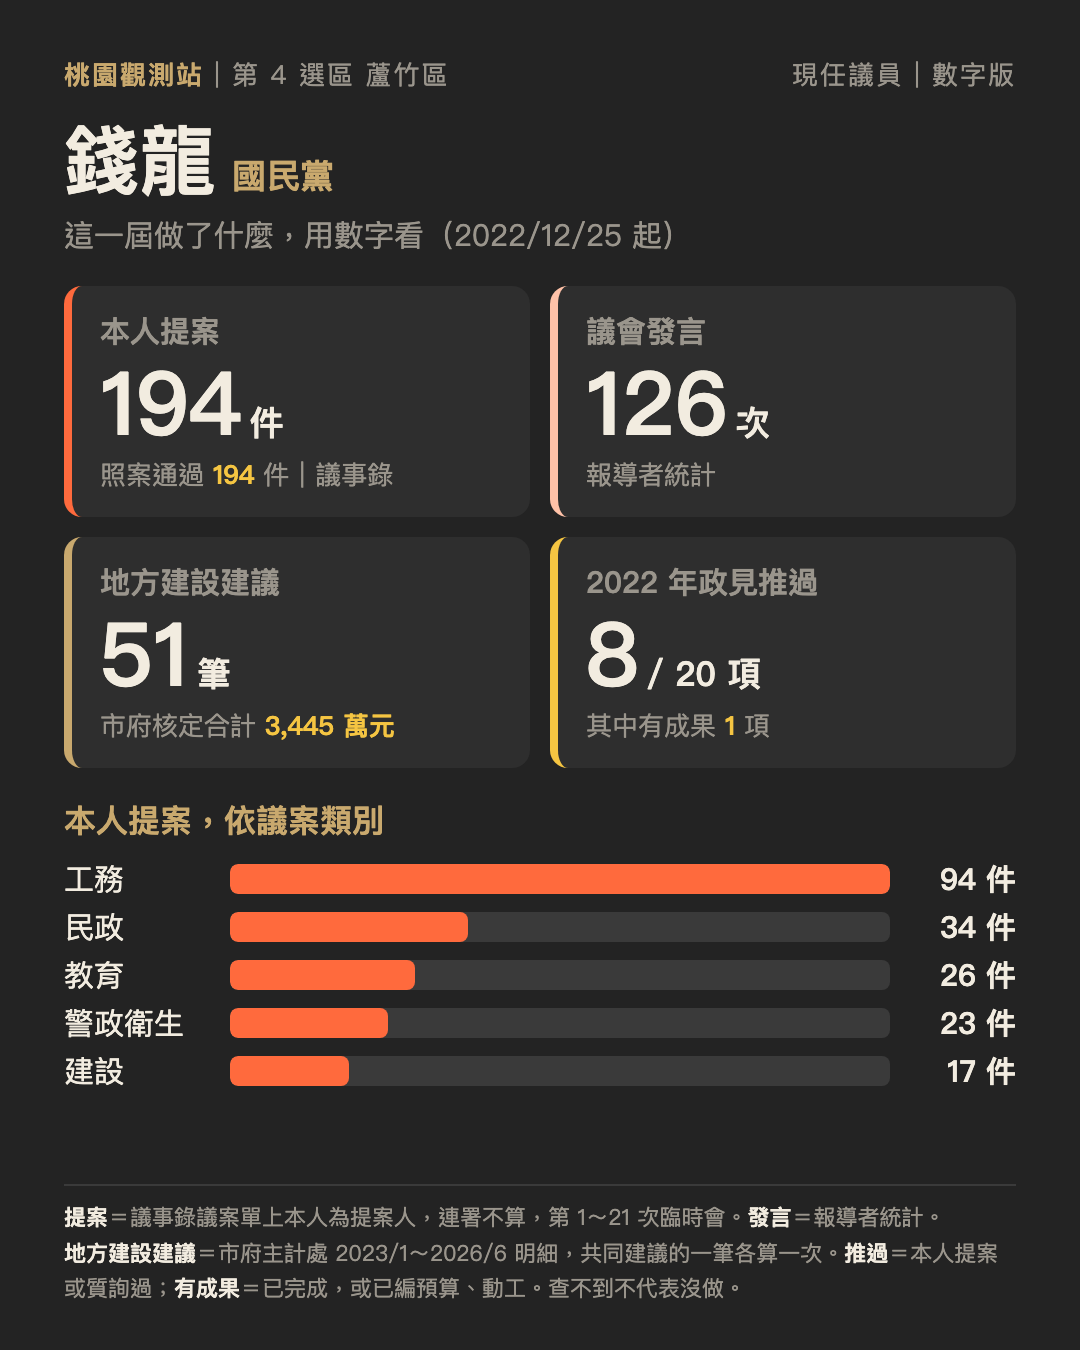 桃園觀測站｜第 4 選區 蘆竹區
現任議員｜數字版
錢龍 國民黨
這一屆做了什麼，用數字看（2022/12/25 起）
本人提案
194 件
照案通過 194 件｜議事錄
議會發言
126 次
報導者統計
地方建設建議
51 筆
市府核定合計 3,445 萬元
2022 年政見推過
8 / 20 項
其中有成果 1 項
本人提案，依議案類別
工務 94 件
民政 34 件
教育 26 件
警政衛生 23 件
建設 17 件
提案＝議事錄議案單上本人為提案人，連署不算，第 1～21 次臨時會。發言＝報導者統計。
地方建設建議＝市府主計處 2023/1～2026/6 明細，共同建議的一筆各算一次。推過＝本人提案
或質詢過；有成果＝已完成，或已編預算、動工。查不到不代表沒做。